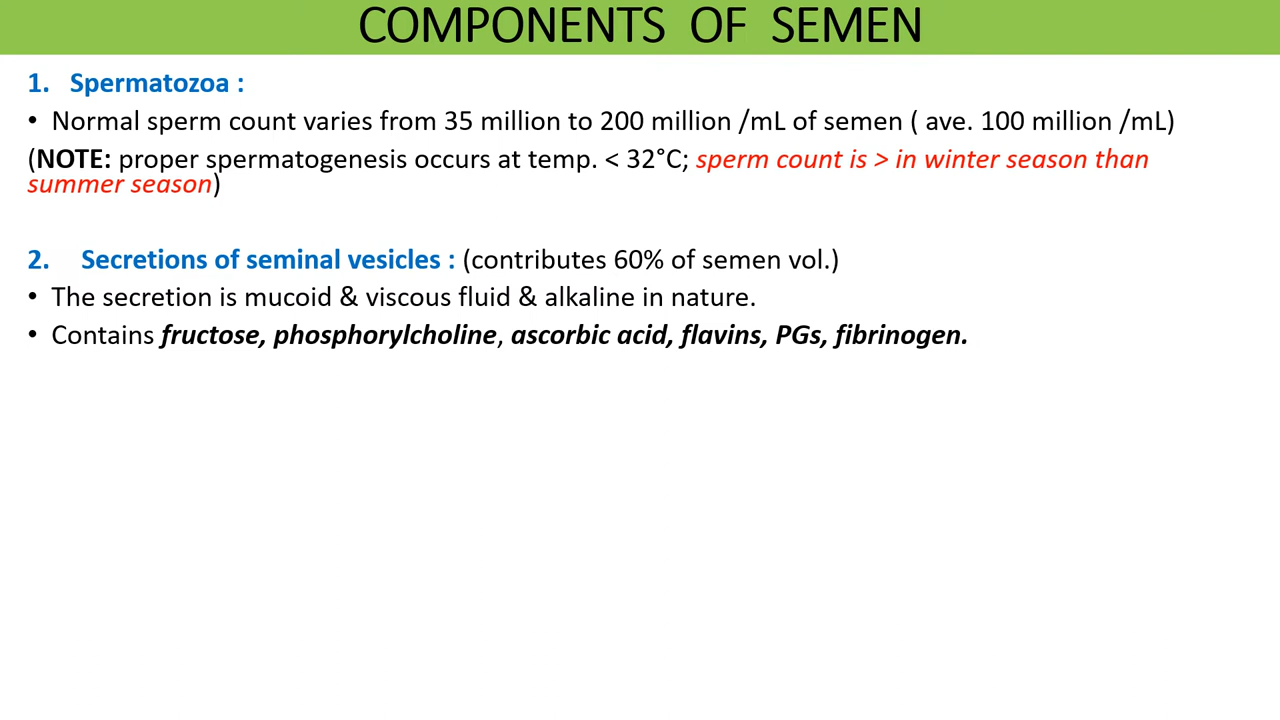 COMPONENTS OF SEMEN
1. Spermatozoa :
• Normal sperm count varies from 35 million to 200 million /mL of semen ( ave. 100 million /mL)
(NOTE: proper spermatogenesis occurs at temp. < 32°C; sperm count is > in winter season than
summer season)
2. Secretions of seminal vesicles : (contributes 60% of semen vol.)
• The secretion is mucoid & viscous fluid & alkaline in nature.
• Contains fructose, phosphorylcholine, ascorbic acid, flavins, PGs, fibrinogen.